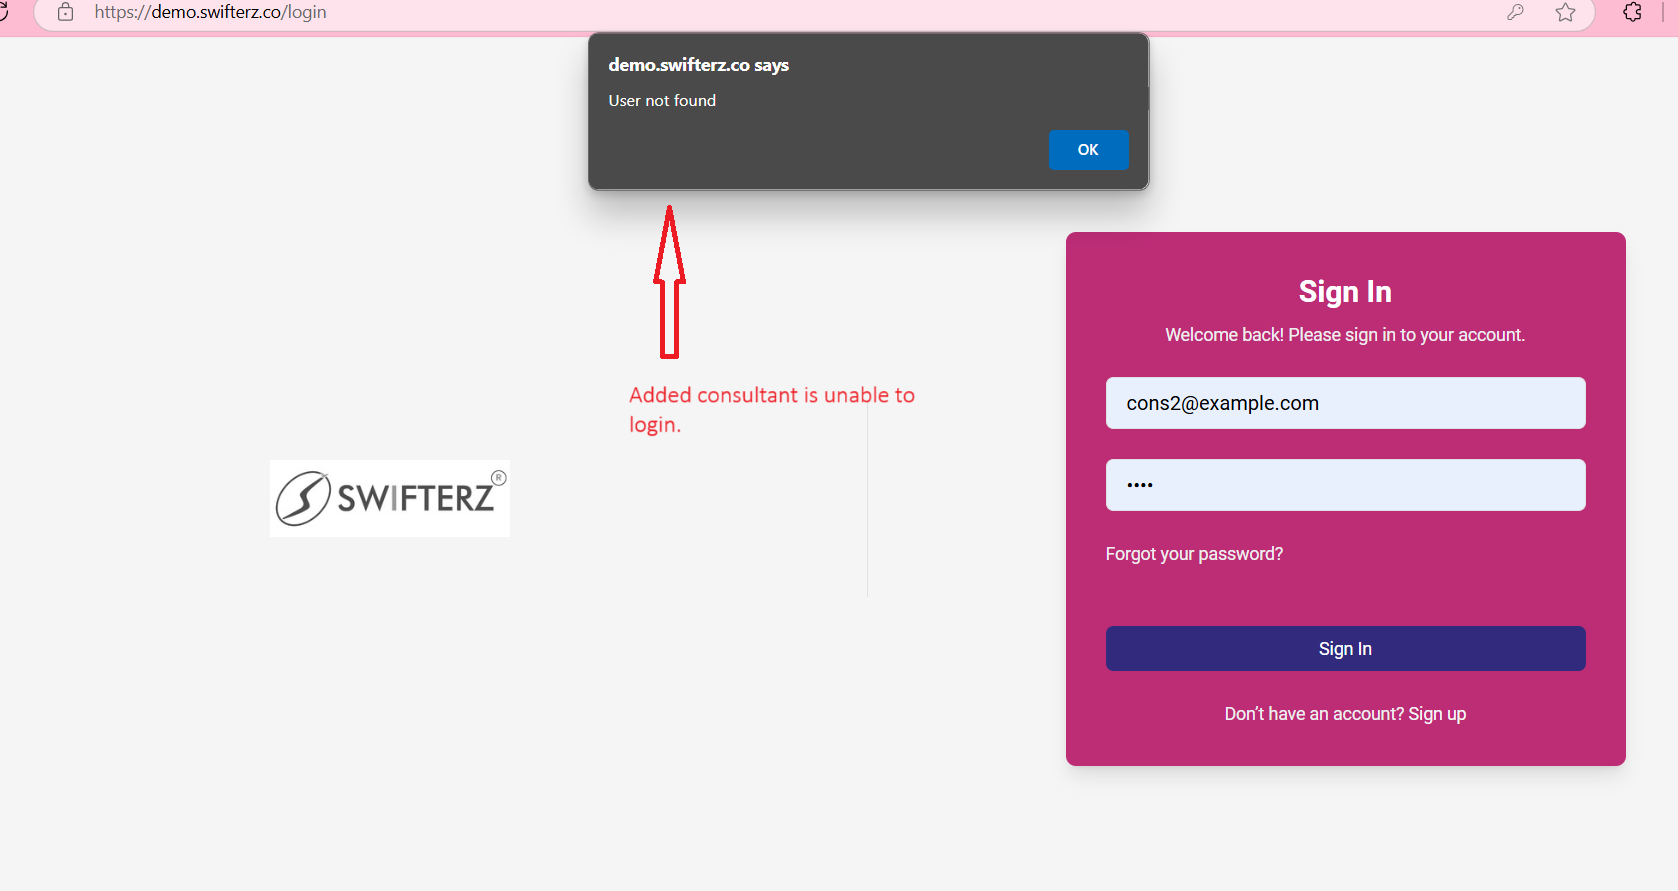 https://demo.swifterz.co/login
demo.swifterz.co says
User not found
OK
Added consultant is unable to
login.
SWIFTERZ®
Sign In
Welcome back! Please sign in to your account.
cons2@example.com
••••
Forgot your password?
Sign In
Don’t have an account? Sign up